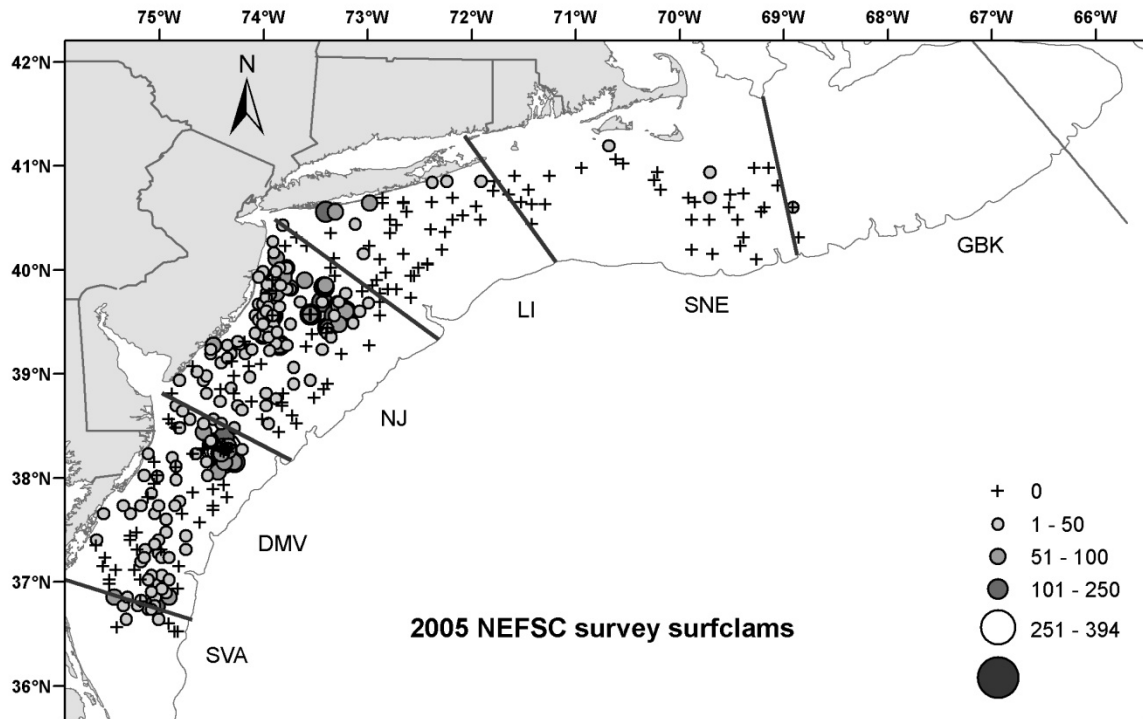 75°W 74°W 73°W 72°W 71°W 70°W 69°W 68°W 67°W 66°W
42°N
N
41°N
GBK
40°N
SNE
LI
39°N
NJ
38°N
0
1 - 50
DMV
51 - 100
37°N
101 - 250
2005 NEFSC survey surfclams
251 - 394
SVA
36°N